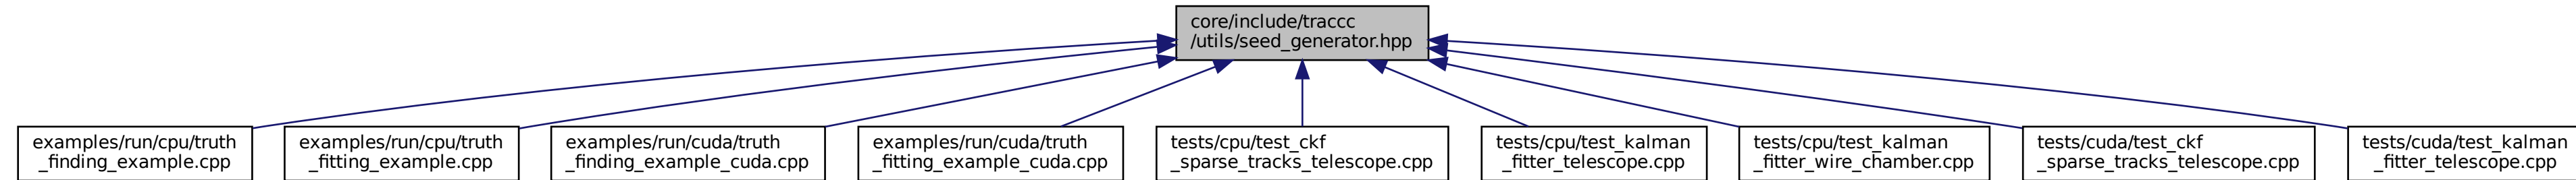 core/include/traccc
/utils/seed_generator.hpp
examples/run/cpu/truth
_finding_example.cpp
examples/run/cpu/truth
_fitting_example.cpp
examples/run/cuda/truth
_finding_example_cuda.cpp
examples/run/cuda/truth
_fitting_example_cuda.cpp
tests/cpu/test_ckf
_sparse_tracks_telescope.cpp
tests/cpu/test_kalman
_fitter_telescope.cpp
tests/cpu/test_kalman
_fitter_wire_chamber.cpp
tests/cuda/test_ckf
_sparse_tracks_telescope.cpp
tests/cuda/test_kalman
_fitter_telescope.cpp